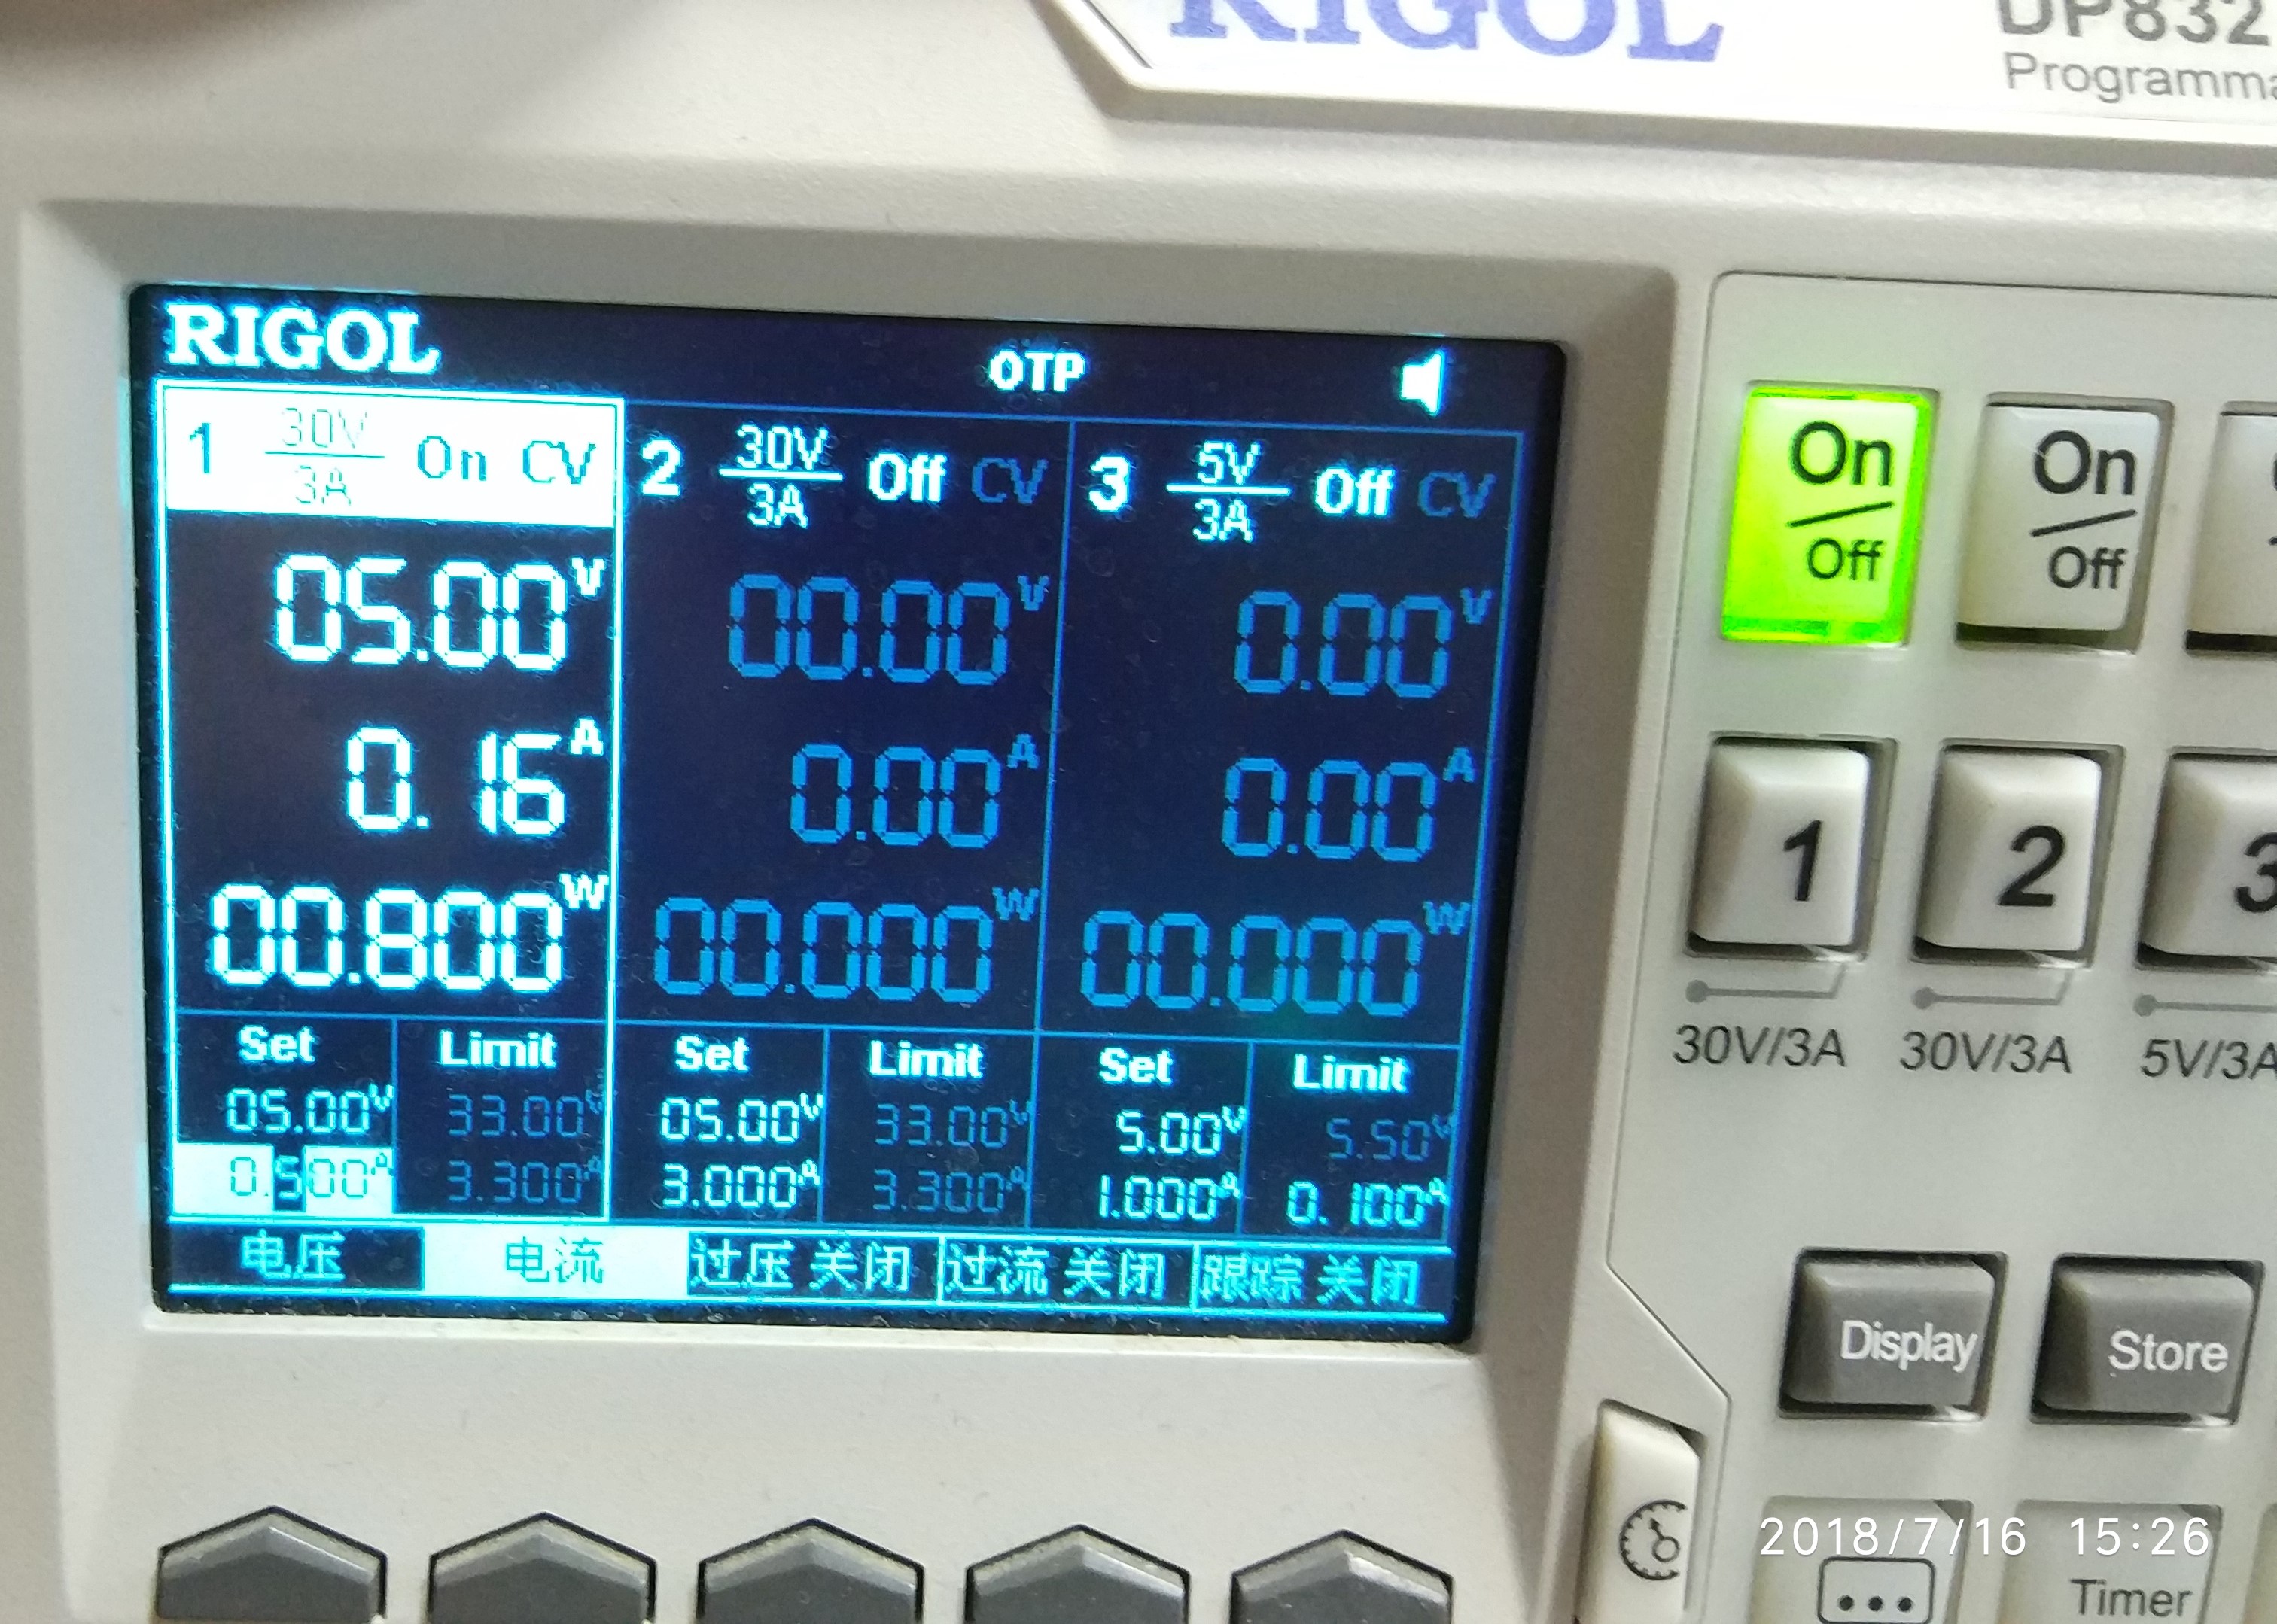 RIGOL
DP832
Programma
RIGOL OTP
1 30V/3A On CV
2 30V/3A Off CV
3 5V/3A Off CV
05.00V 00.00V 0.00V
0.16A 0.00A 0.00A
00.800W 00.000W 00.000W
Set Limit Set Limit Set Limit
05.00V 33.00V 05.00V 33.00V 5.00V 5.50V
0.500A 3.300A 3.000A 3.300A 1.000A 0.100A
电压 电流 过压 关闭 过流 关闭 跟踪 关闭
On/Off On/Off
1 2 3
30V/3A 30V/3A 5V/3A
Display Store
Timer
2018/7/16 15:26